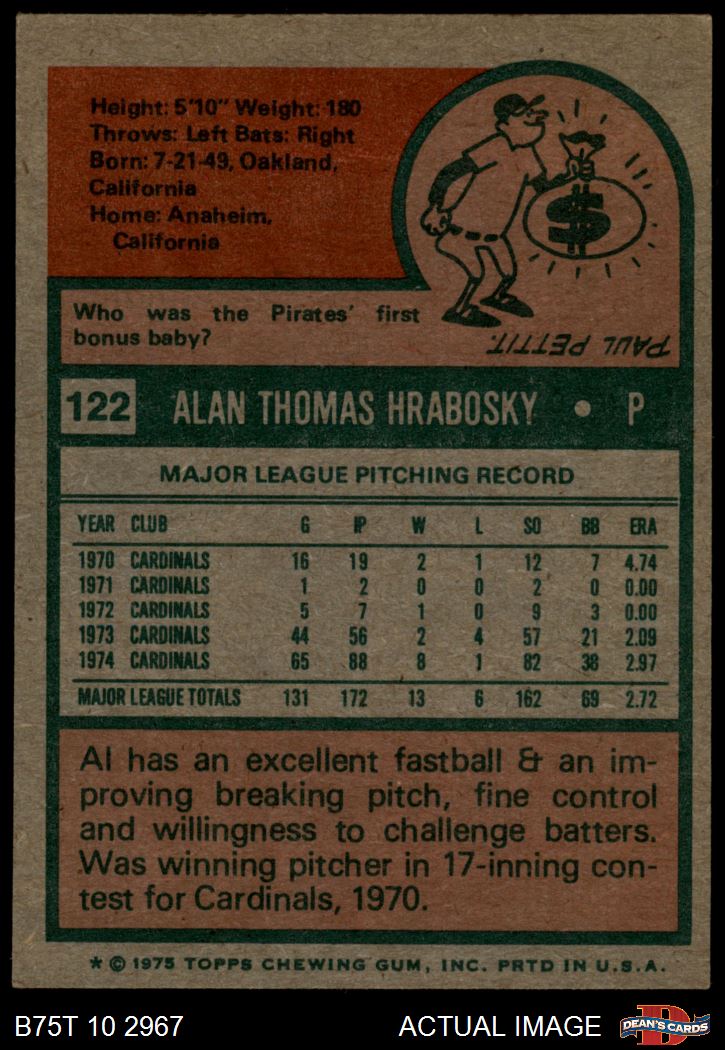 Height: 5'10" Weight: 180
Throws: Left Bats: Right
Born: 7-21-49, Oakland,
California
Home: Anaheim,
California
$
Who was the Pirates' first
bonus baby?
PAUL PETTIT.
122 ALAN THOMAS HRABOSKY • P
MAJOR LEAGUE PITCHING RECORD
YEAR CLUB G IP W L SO BB ERA
1970 CARDINALS 16 19 2 1 12 7 4.74
1971 CARDINALS 1 2 0 0 2 0 0.00
1972 CARDINALS 5 7 1 0 9 3 0.00
1973 CARDINALS 44 56 2 4 57 21 2.09
1974 CARDINALS 65 88 8 1 82 38 2.97
MAJOR LEAGUE TOTALS 131 172 13 6 162 69 2.72
Al has an excellent fastball & an im-
proving breaking pitch, fine control
and willingness to challenge batters.
Was winning pitcher in 17-inning con-
test for Cardinals, 1970.
* © 1975 TOPPS CHEWING GUM, INC. PRTD IN U.S.A.
B75T 10 2967 ACTUAL IMAGE D DEAN'S CARDS